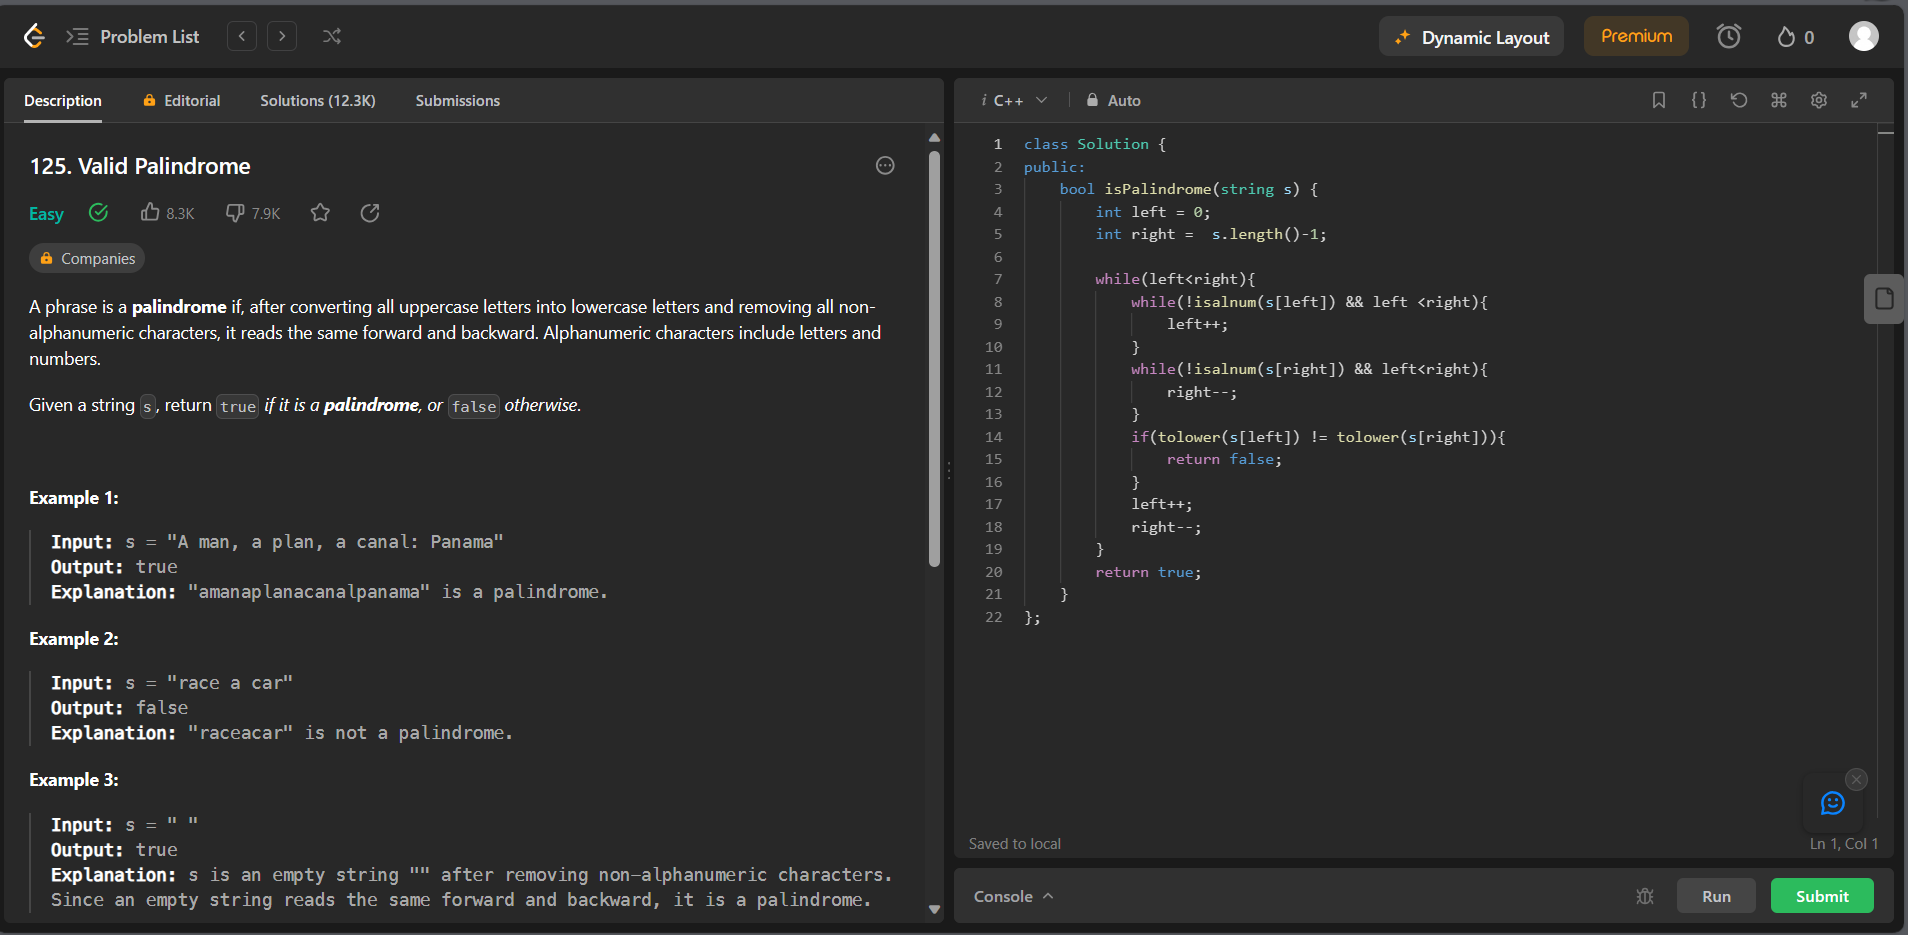 Problem List
Dynamic Layout
Premium
0
Description
Editorial
Solutions (12.3K)
Submissions
125. Valid Palindrome
Easy
8.3K
7.9K
Companies
A phrase is a palindrome if, after converting all uppercase letters into lowercase letters and removing all non-
alphanumeric characters, it reads the same forward and backward. Alphanumeric characters include letters and
numbers.
Given a string s, return true if it is a palindrome, or false otherwise.
Example 1:
Input: s = "A man, a plan, a canal: Panama"
Output: true
Explanation: "amanaplanacanalpanama" is a palindrome.
Example 2:
Input: s = "race a car"
Output: false
Explanation: "raceacar" is not a palindrome.
Example 3:
Input: s = " "
Output: true
Explanation: s is an empty string "" after removing non-alphanumeric characters.
Since an empty string reads the same forward and backward, it is a palindrome.
i C++
Auto
{}
1 class Solution {
2 public:
3     bool isPalindrome(string s) {
4         int left = 0;
5         int right =  s.length()-1;
6
7         while(left<right){
8             while(!isalnum(s[left]) && left <right){
9                 left++;
10             }
11             while(!isalnum(s[right]) && left<right){
12                 right--;
13             }
14             if(tolower(s[left]) != tolower(s[right])){
15                 return false;
16             }
17             left++;
18             right--;
19         }
20         return true;
21     }
22 };
Saved to local
Ln 1, Col 1
Console
Run
Submit